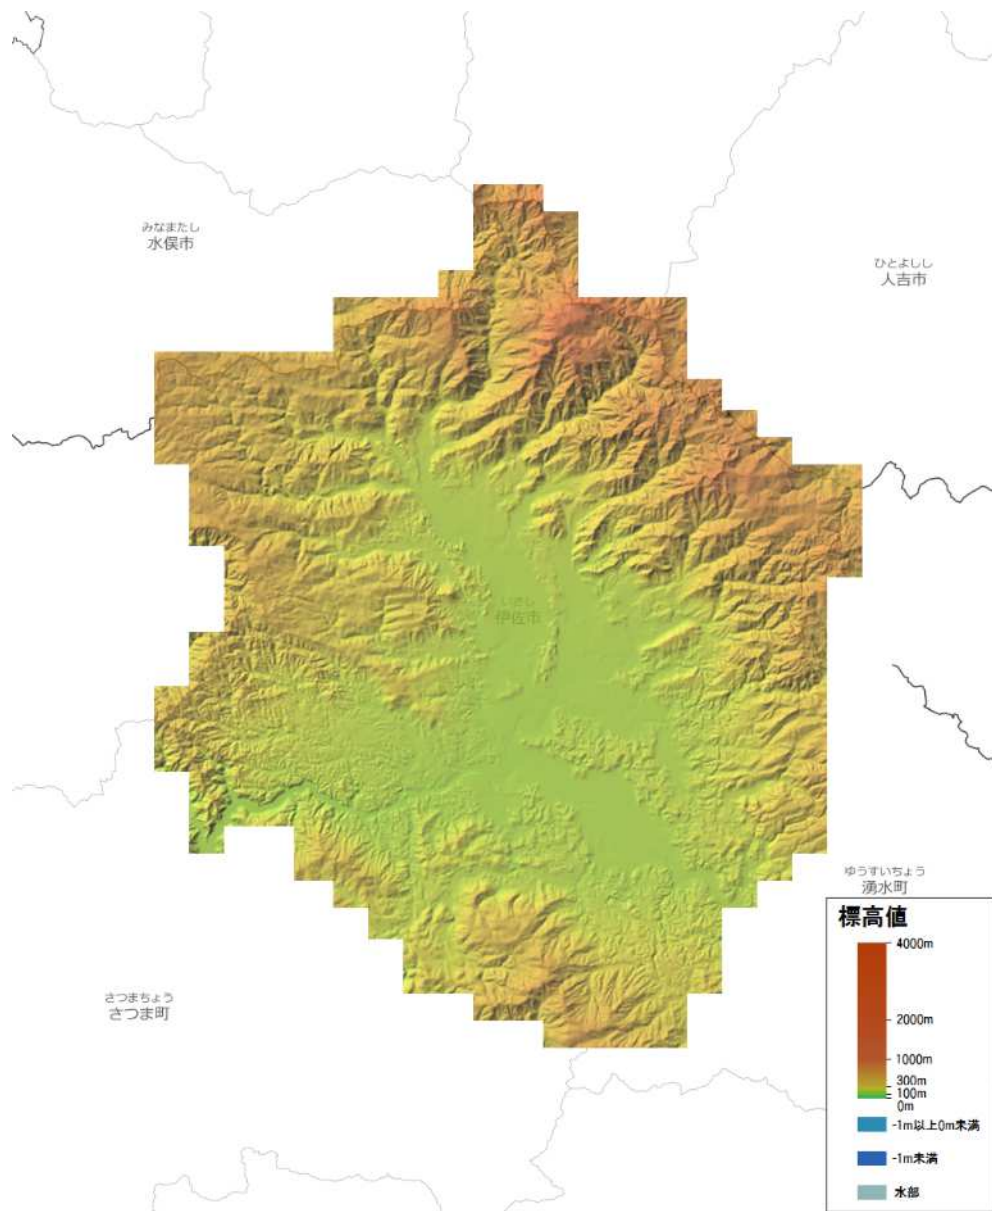 みなまたし
水俣市
ひとよしし
人吉市
いさし
伊佐市
ゆうすいちょう
湧水町
さつまちょう
さつま町
標高値
4000m
2000m
1000m
300m
100m
0m
-1m以上0m未満
-1m未満
水部